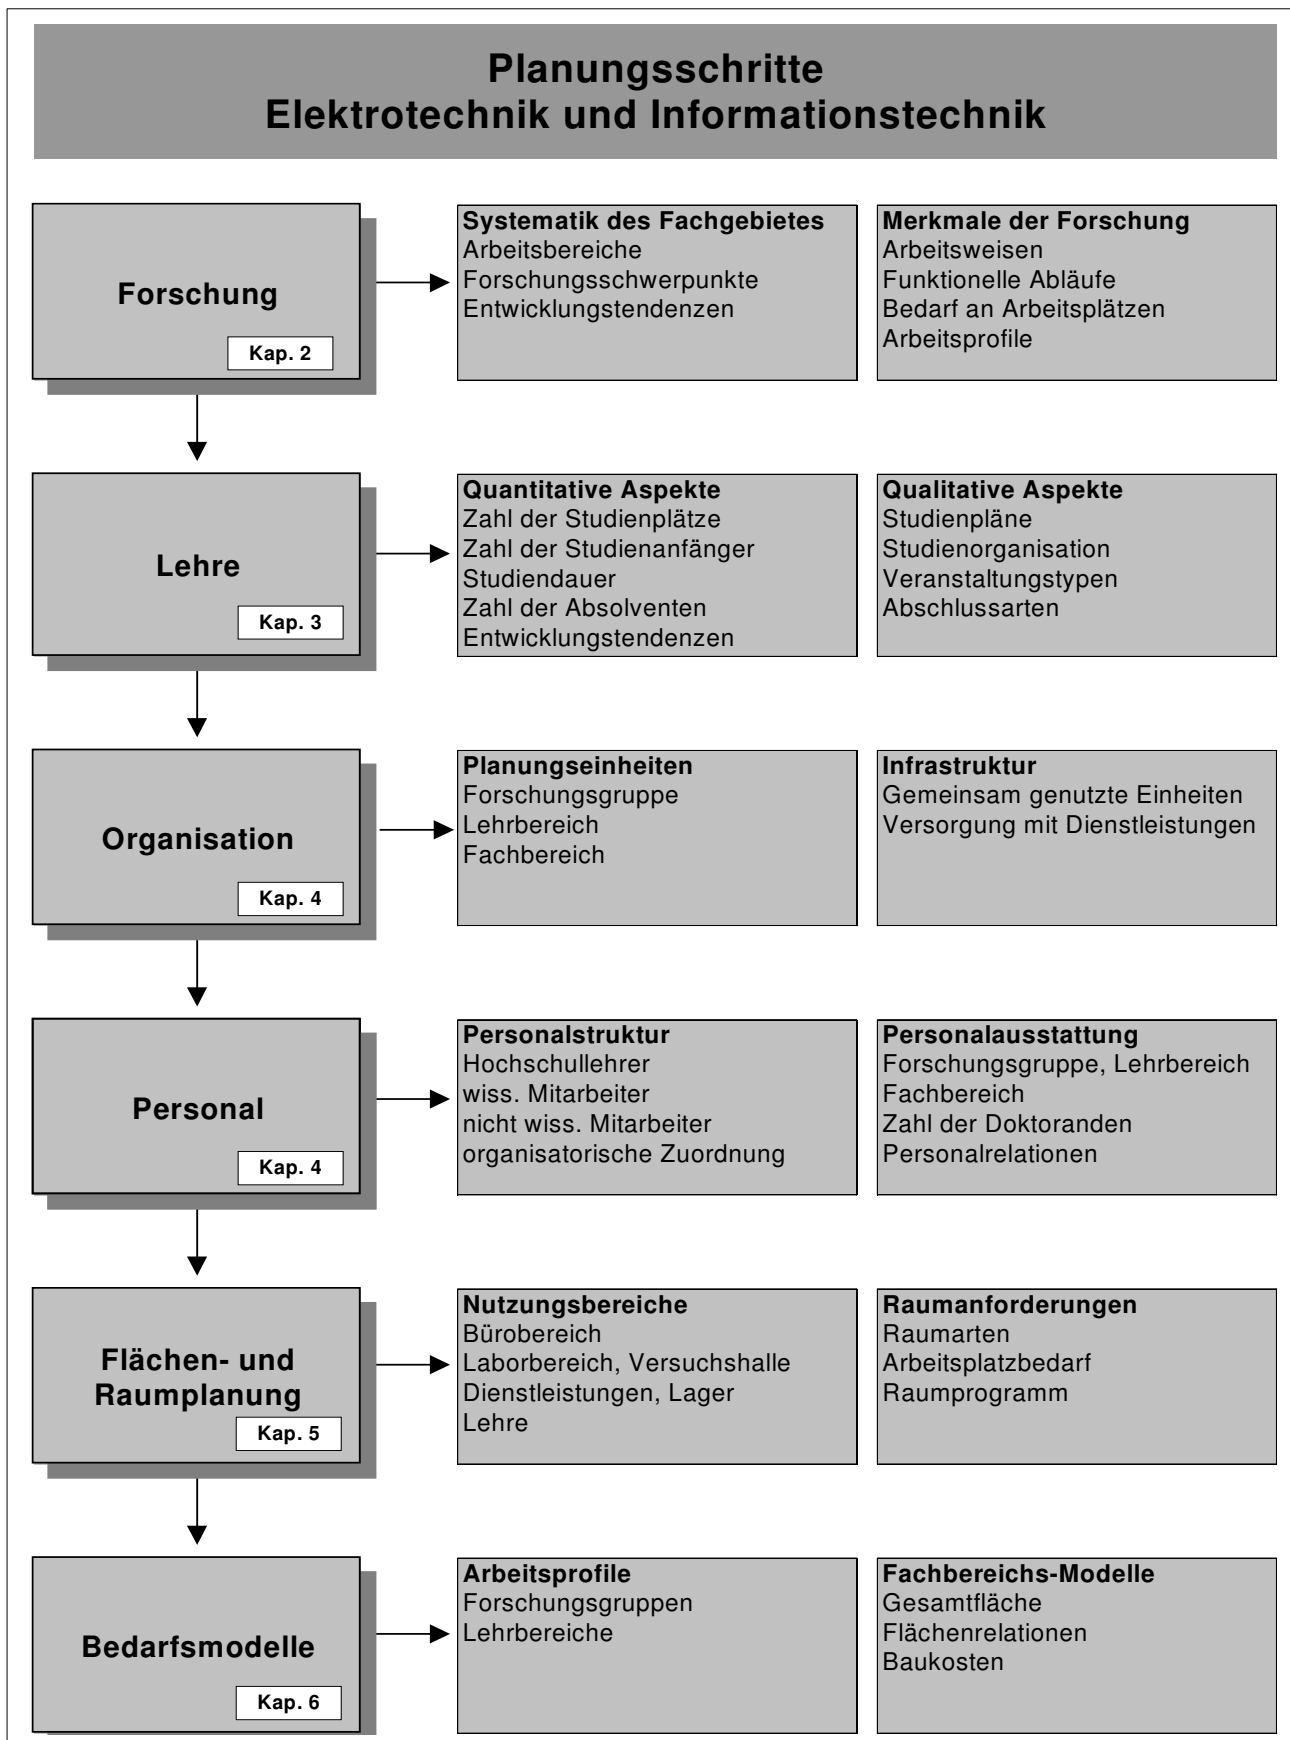 Planungsschritte
Elektrotechnik und Informationstechnik
Forschung
Kap. 2
Systematik des Fachgebietes
Arbeitsbereiche
Forschungsschwerpunkte
Entwicklungstendenzen
Merkmale der Forschung
Arbeitsweisen
Funktionelle Abläufe
Bedarf an Arbeitsplätzen
Arbeitsprofile
Lehre
Kap. 3
Quantitative Aspekte
Zahl der Studienplätze
Zahl der Studienanfänger
Studiendauer
Zahl der Absolventen
Entwicklungstendenzen
Qualitative Aspekte
Studienpläne
Studienorganisation
Veranstaltungstypen
Abschlussarten
Organisation
Kap. 4
Planungseinheiten
Forschungsgruppe
Lehrbereich
Fachbereich
Infrastruktur
Gemeinsam genutzte Einheiten
Versorgung mit Dienstleistungen
Personal
Kap. 4
Personalstruktur
Hochschullehrer
wiss. Mitarbeiter
nicht wiss. Mitarbeiter
organisatorische Zuordnung
Personalausstattung
Forschungsgruppe, Lehrbereich
Fachbereich
Zahl der Doktoranden
Personalrelationen
Flächen- und
Raumplanung
Kap. 5
Nutzungsbereiche
Bürobereich
Laborbereich, Versuchshalle
Dienstleistungen, Lager
Lehre
Raumanforderungen
Raumarten
Arbeitsplatzbedarf
Raumprogramm
Bedarfsmodelle
Kap. 6
Arbeitsprofile
Forschungsgruppen
Lehrbereiche
Fachbereichs-Modelle
Gesamtfläche
Flächenrelationen
Baukosten